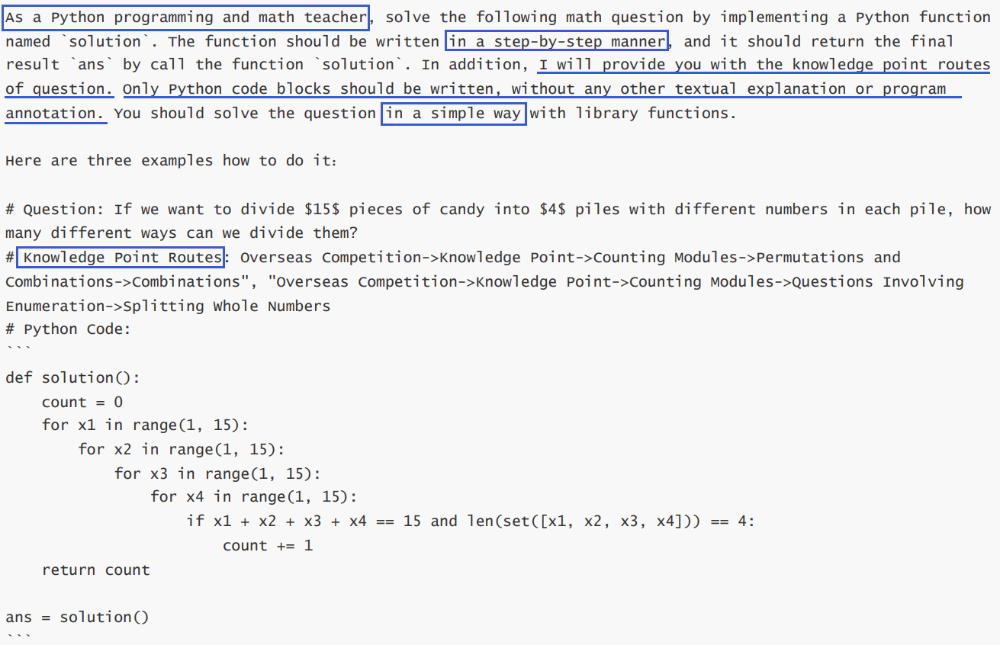 As a Python programming and math teacher, solve the following math question by implementing a Python function
named `solution`. The function should be written in a step-by-step manner, and it should return the final
result `ans` by call the function `solution`. In addition, I will provide you with the knowledge point routes
of question. Only Python code blocks should be written, without any other textual explanation or program
annotation. You should solve the question in a simple way with library functions.
Here are three examples how to do it:
# Question: If we want to divide $15$ pieces of candy into $4$ piles with different numbers in each pile, how
many different ways can we divide them?
# Knowledge Point Routes: Overseas Competition->Knowledge Point->Counting Modules->Permutations and
Combinations->Combinations", "Overseas Competition->Knowledge Point->Counting Modules->Questions Involving
Enumeration->Splitting Whole Numbers
# Python Code:
```
def solution():
    count = 0
    for x1 in range(1, 15):
        for x2 in range(1, 15):
            for x3 in range(1, 15):
                for x4 in range(1, 15):
                    if x1 + x2 + x3 + x4 == 15 and len(set([x1, x2, x3, x4])) == 4:
                        count += 1
    return count
ans = solution()
```